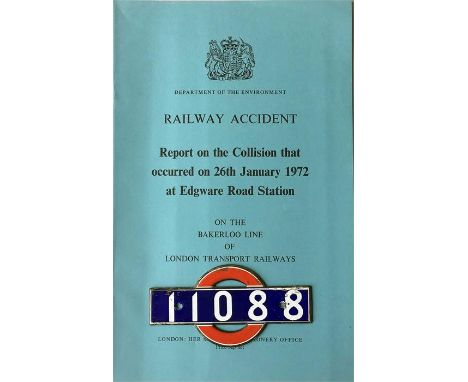 DEPARTMENT OF THE ENVIRONMENT
RAILWAY ACCIDENT
Report on the Collision that
occurred on 26th January 1972
at Edgware Road Station
ON THE
BAKERLOO LINE
OF
LONDON TRANSPORT RAILWAYS
11088
LONDON: HER OFFICE